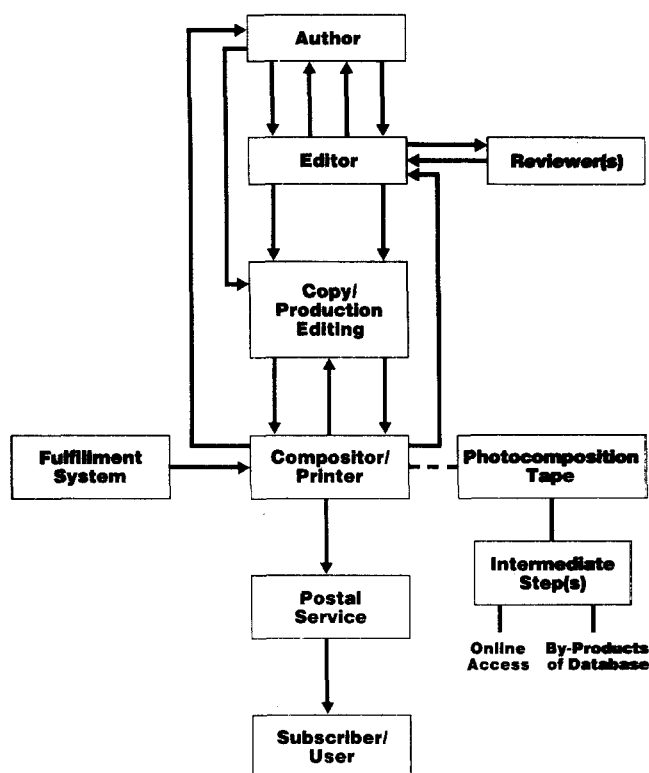 Author
Editor
Reviewer(s)
Copy/
Production
Editing
Fulfillment
System
Compositor/
Printer
Photocomposition
Tape
Intermediate
Step(s)
Postal
Service
Online
Access
By-Products
of Database
Subscriber/
User